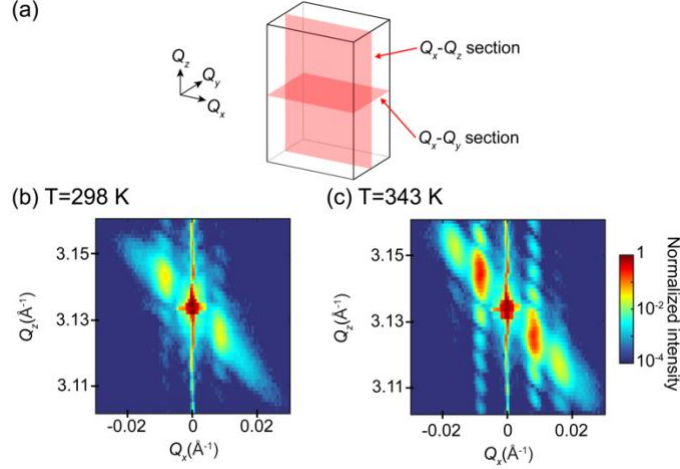 (a)
Qz
Qy
Qx
Qx-Qz section
Qx-Qy section
(b) T=298 K
(c) T=343 K
3.15
3.13
3.11
Qz(Å⁻¹)
-0.02
0
0.02
Qx(Å⁻¹)
3.15
3.13
3.11
Qz(Å⁻¹)
-0.02
0
0.02
Qx(Å⁻¹)
1
10⁻²
10⁻⁴
Normalized intensity